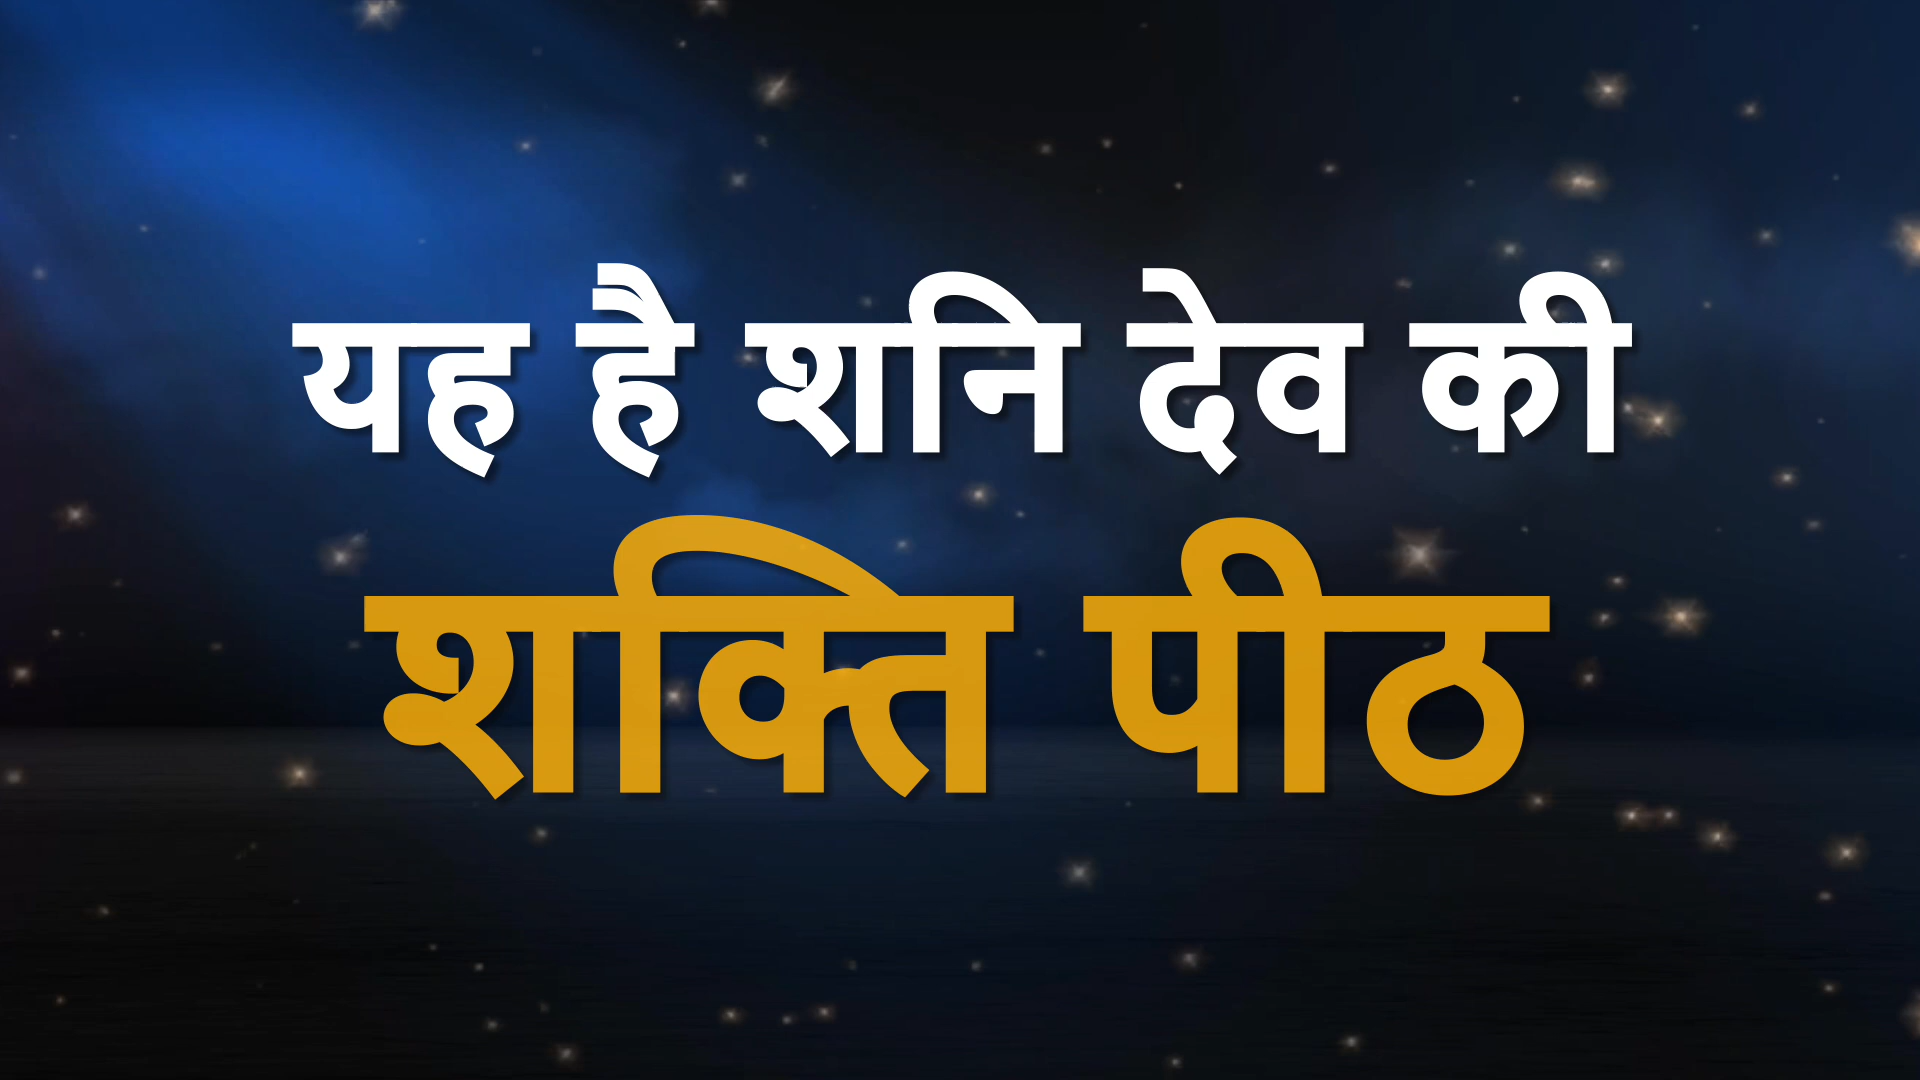 यह है शनि देव की
शक्ति पीठ